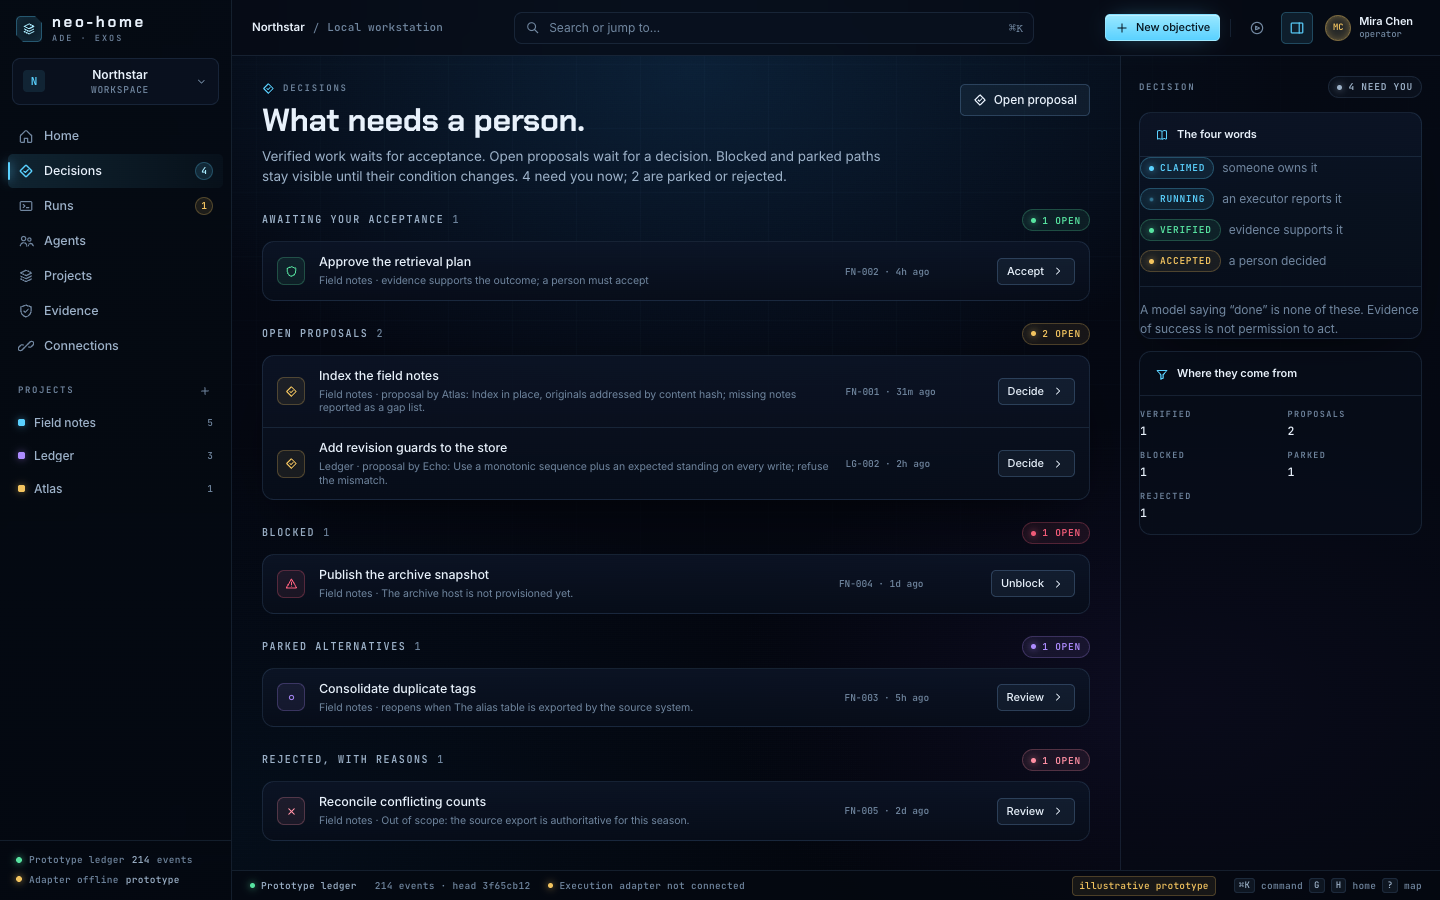 neo-home
ADE · EXOS
N
Northstar
WORKSPACE
Home
Decisions 4
Runs 1
Agents
Projects
Evidence
Connections
PROJECTS +
Field notes 5
Ledger 3
Atlas 1
Prototype ledger 214 events
Adapter offline prototype
Northstar / Local workstation
Search or jump to... ⌘K
+ New objective
MC
Mira Chen
operator
DECISIONS
What needs a person.
Verified work waits for acceptance. Open proposals wait for a decision. Blocked and parked paths
stay visible until their condition changes. 4 need you now; 2 are parked or rejected.
Open proposal
AWAITING YOUR ACCEPTANCE 1
1 OPEN
Approve the retrieval plan
Field notes · evidence supports the outcome; a person must accept
FN-002 · 4h ago
Accept
OPEN PROPOSALS 2
2 OPEN
Index the field notes
Field notes · proposal by Atlas: Index in place, originals addressed by content hash; missing notes
reported as a gap list.
FN-001 · 31m ago
Decide
Add revision guards to the store
Ledger · proposal by Echo: Use a monotonic sequence plus an expected standing on every write; refuse
the mismatch.
LG-002 · 2h ago
Decide
BLOCKED 1
1 OPEN
Publish the archive snapshot
Field notes · The archive host is not provisioned yet.
FN-004 · 1d ago
Unblock
PARKED ALTERNATIVES 1
1 OPEN
Consolidate duplicate tags
Field notes · reopens when The alias table is exported by the source system.
FN-003 · 5h ago
Review
REJECTED, WITH REASONS 1
1 OPEN
Reconcile conflicting counts
Field notes · Out of scope: the source export is authoritative for this season.
FN-005 · 2d ago
Review
DECISION
4 NEED YOU
The four words
CLAIMED someone owns it
RUNNING an executor reports it
VERIFIED evidence supports it
ACCEPTED a person decided
A model saying “done” is none of these. Evidence
of success is not permission to act.
Where they come from
VERIFIED PROPOSALS
1 2
BLOCKED PARKED
1 1
REJECTED
1
Prototype ledger 214 events · head 3f65cb12 Execution adapter not connected
illustrative prototype
⌘K command G H home ? map